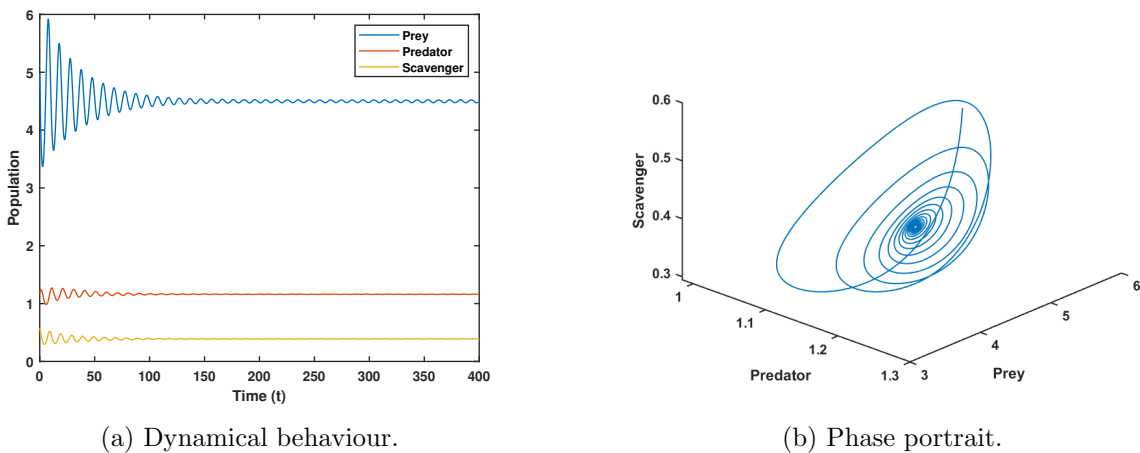 6
5
4
3
2
1
0
Population
Prey
Predator
Scavenger
0 50 100 150 200 250 300 350 400
Time (t)
(a) Dynamical behaviour.
0.6
0.5
0.4
0.3
Scavenger
1
1.1
1.2
1.3
Predator
3
4
5
6
Prey
(b) Phase portrait.